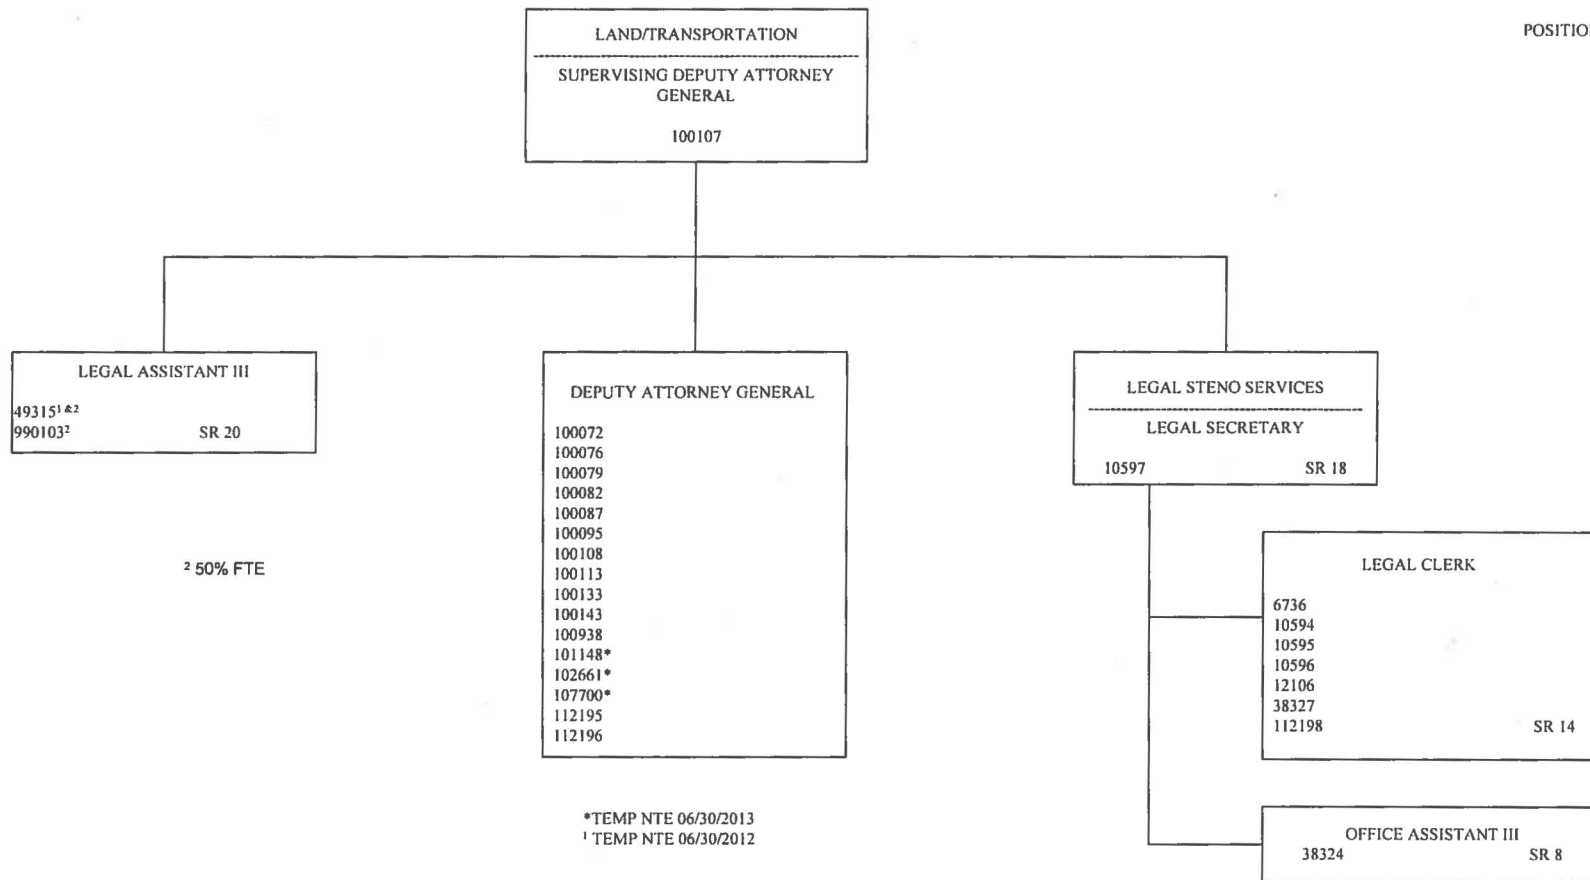 POSITION
LAND/TRANSPORTATION
SUPERVISING DEPUTY ATTORNEY
GENERAL
100107
LEGAL ASSISTANT III
49315¹ & ²
990103² SR 20
² 50% FTE
DEPUTY ATTORNEY GENERAL
100072
100076
100079
100082
100087
100095
100108
100113
100133
100143
100938
101148*
102661*
107700*
112195
112196
*TEMP NTE 06/30/2013
¹ TEMP NTE 06/30/2012
LEGAL STENO SERVICES
LEGAL SECRETARY
10597 SR 18
LEGAL CLERK
6736
10594
10595
10596
12106
38327
112198 SR 14
OFFICE ASSISTANT III
38324 SR 8